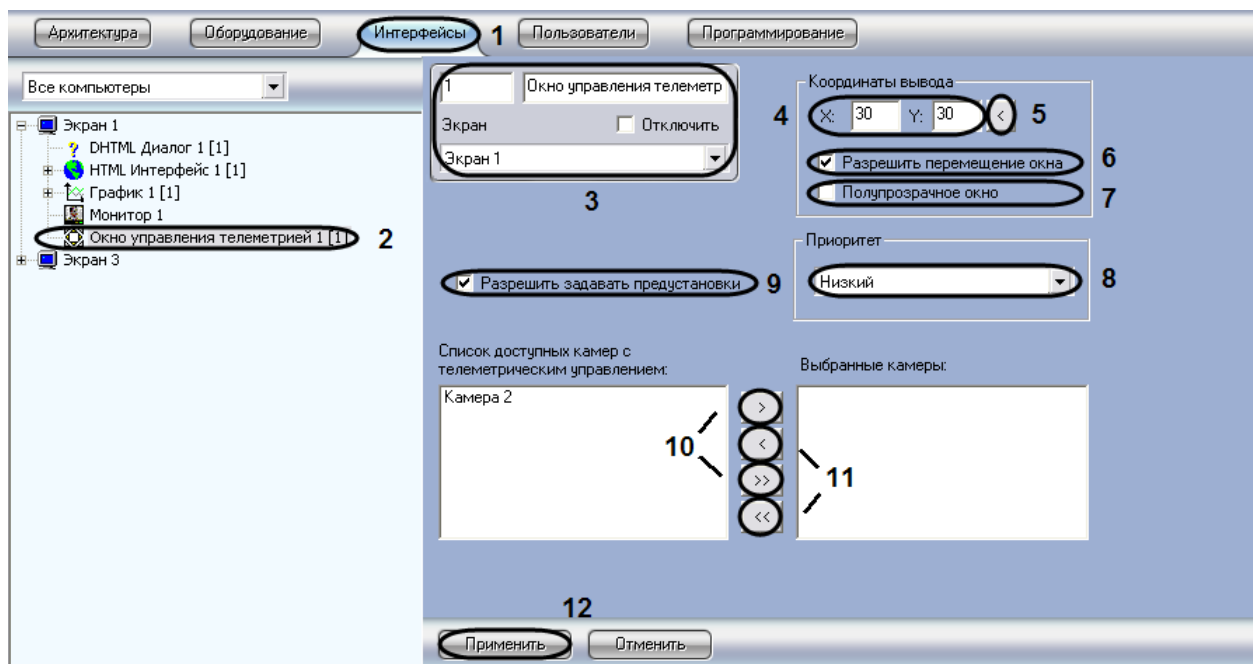 Архитектура Оборудование Интерфейсы 1 Пользователи Программирование
Все компьютеры
Экран 1
DHTML Диалог 1 [1]
HTML Интерфейс 1 [1]
График 1 [1]
Монитор 1
Окно управления телеметрией 1 [1] 2
Экран 3
1 Окно управления телеметр
Экран Отключить
Экран 1
3
Координаты вывода
4 X: 30 Y: 30 < 5
Разрешить перемещение окна 6
Полупрозрачное окно 7
Приоритет
Низкий 8
Разрешить задавать предустановки 9
Список доступных камер с
телеметрическим управлением:
Выбранные камеры:
Камера 2
>
10 <
>> 11
<<
12
Применить Отменить